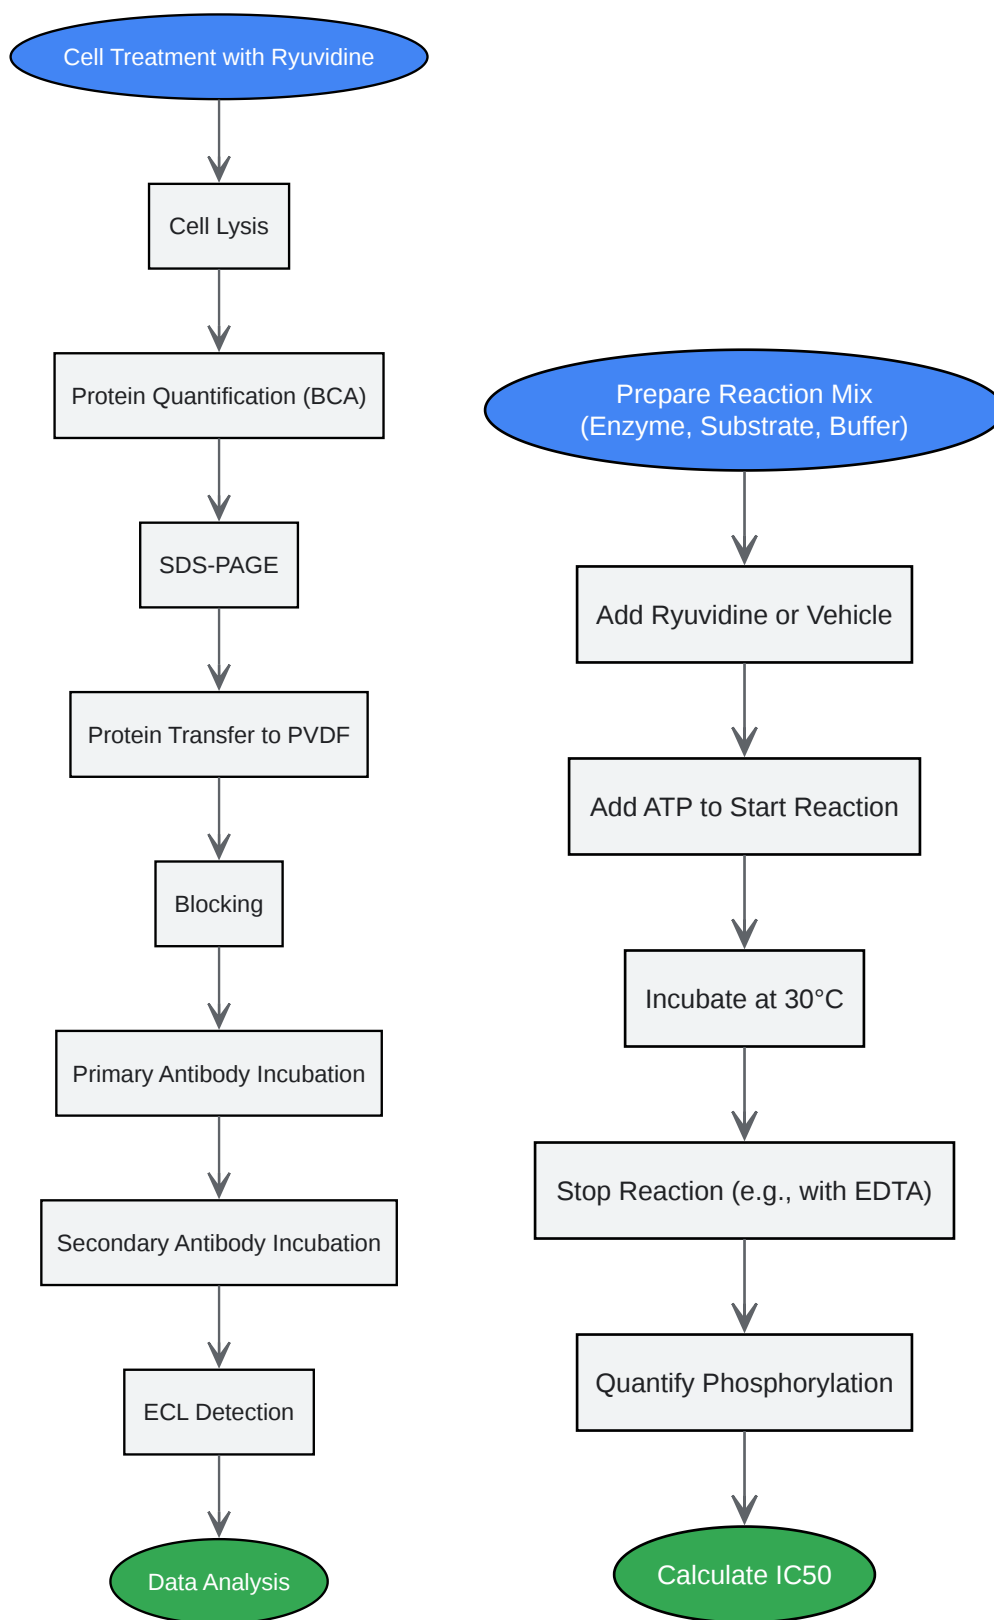 Cell Treatment with Ryuvidine
Cell Lysis
Protein Quantification (BCA)
SDS-PAGE
Protein Transfer to PVDF
Blocking
Primary Antibody Incubation
Secondary Antibody Incubation
ECL Detection
Data Analysis
Prepare Reaction Mix
(Enzyme, Substrate, Buffer)
Add Ryuvidine or Vehicle
Add ATP to Start Reaction
Incubate at 30°C
Stop Reaction (e.g., with EDTA)
Quantify Phosphorylation
Calculate IC50